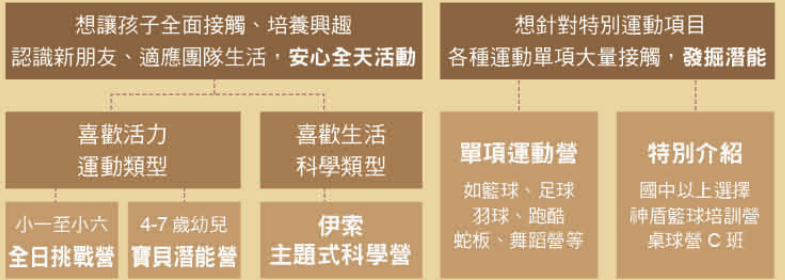 想讓孩子全面接觸、培養興趣
認識新朋友、適應團隊生活，安心全天活動
喜歡活力
運動類型
小一至小六
全日挑戰營
4-7 歲幼兒
寶貝潛能營
喜歡生活
科學類型
伊索
主題式科學營
想針對特別運動項目
各種運動單項大量接觸，發掘潛能
單項運動營
如籃球、足球
羽球、跑酷
蛇板、舞蹈營等
特別介紹
國中以上選擇
神盾籃球培訓營
桌球營 C 班